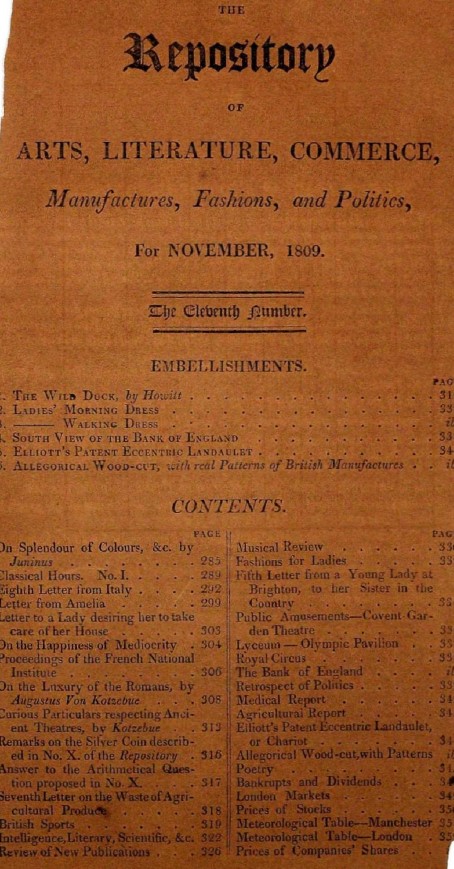 THE
Repository
OF
ARTS, LITERATURE, COMMERCE,
Manufactures, Fashions, and Politics,
For NOVEMBER, 1809.
The Eleventh Number.
EMBELLISHMENTS.
THE WILD DUCK, by Howitt
LADIES' MORNING DRESS
——— WALKING DRESS
SOUTH VIEW OF THE BANK OF ENGLAND
ELLIOTT'S PATENT ECCENTRIC LANDAULET
ALLEGORICAL WOOD-CUT, with real Patterns of British Manufactures
CONTENTS.
PAGE
On Splendour of Colours, &c. by
Juninus . . . 285
Classical Hours. No. I. . . . 289
Eighth Letter from Italy . . . 292
Letter from Amelia . . . 299
Letter to a Lady desiring her to take
care of her House . . . 303
On the Happiness of Mediocrity . 304
Proceedings of the French National
Institute . . . 306
On the Luxury of the Romans, by
Augustus Von Kotzebue . . . 308
Curious Particulars respecting Anci-
ent Theatres, by Kotzebue . . . 313
Remarks on the Silver Coin describ-
ed in No. X. of the Repository . 316
Answer to the Arithmetical Ques-
tion proposed in No. X. . . . 317
Seventh Letter on the Waste of Agri-
cultural Produce . . . 318
British Sports . . . 319
Intelligence, Literary, Scientific, &c. 322
Review of New Publications . . . 326
Musical Review
Fashions for Ladies
Fifth Letter from a Young Lady at
Brighton, to her Sister in the
Country
Public Amusements—Covent-Gar-
den Theatre
Lyceum — Olympic Pavilion
Royal Circus
The Bank of England
Retrospect of Politics
Medical Report
Agricultural Report
Elliott's Patent Eccentric Landaulet,
or Chariot
Allegorical Wood-cut, with Patterns
Poetry
Bankrupts and Dividends
London Markets
Prices of Stocks
Meteorological Table—Manchester
Meteorological Table—London
Prices of Companies' Shares